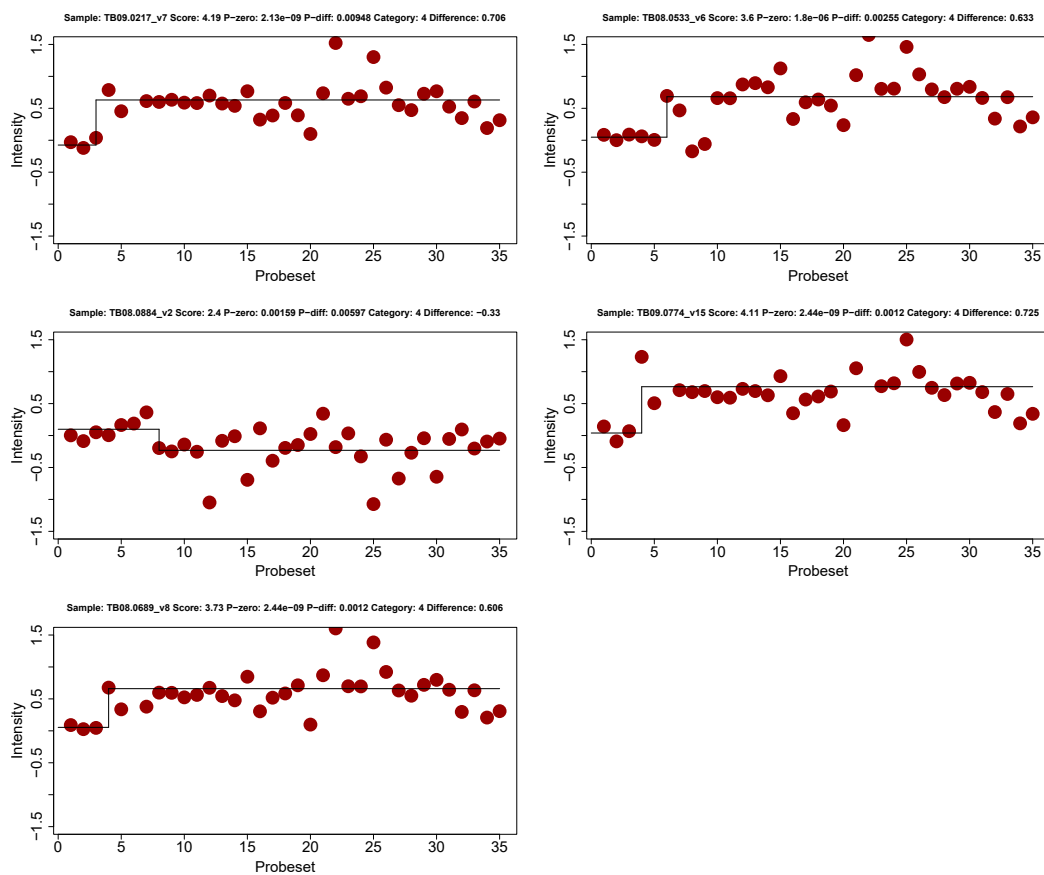 Sample: TB09.0217_v7 Score: 4.19 P−zero: 2.13e−09 P−diff: 0.00948 Category: 4 Difference: 0.706
1.5
0.5
−0.5
−1.5
Intensity
0 5 10 15 20 25 30 35
Probeset
Sample: TB08.0533_v6 Score: 3.6 P−zero: 1.8e−06 P−diff: 0.00255 Category: 4 Difference: 0.633
1.5
0.5
−0.5
−1.5
Intensity
0 5 10 15 20 25 30 35
Probeset
Sample: TB08.0884_v2 Score: 2.4 P−zero: 0.00159 P−diff: 0.00597 Category: 4 Difference: −0.33
1.5
0.5
−0.5
−1.5
Intensity
0 5 10 15 20 25 30 35
Probeset
Sample: TB09.0774_v15 Score: 4.11 P−zero: 2.44e−09 P−diff: 0.0012 Category: 4 Difference: 0.725
1.5
0.5
−0.5
−1.5
Intensity
0 5 10 15 20 25 30 35
Probeset
Sample: TB08.0689_v8 Score: 3.73 P−zero: 2.44e−09 P−diff: 0.0012 Category: 4 Difference: 0.606
1.5
0.5
−0.5
−1.5
Intensity
0 5 10 15 20 25 30 35
Probeset